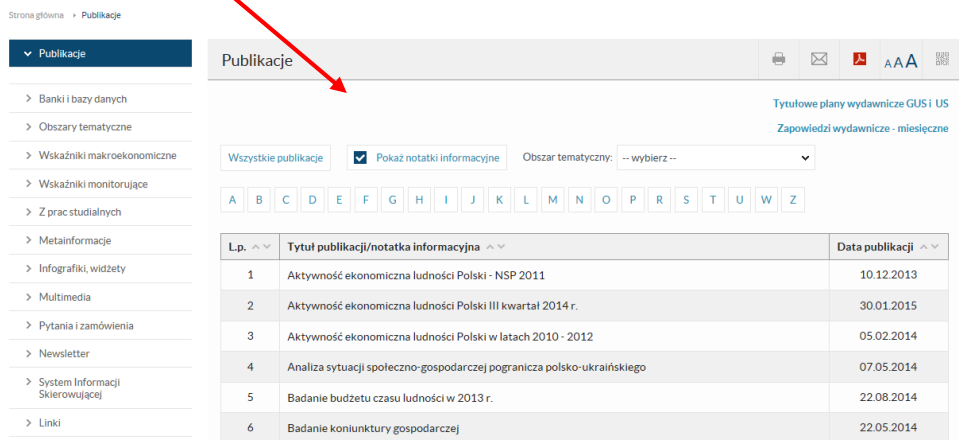 Strona główna > Publikacje
Publikacje
Banki i bazy danych
Obszary tematyczne
Wskaźniki makroekonomiczne
Wskaźniki monitorujące
Z prac studialnych
Metainformacje
Infografiki, widżety
Multimedia
Pytania i zamówienia
Newsletter
System Informacji
Skierowującej
Linki
Publikacje
A A A
Tytułowe plany wydawnicze GUS i US
Zapowiedzi wydawnicze - miesięczne
Wszystkie publikacje Pokaż notatki informacyjne Obszar tematyczny: -- wybierz --
A B C D E F G H I J K L M N O P R S T U W Z
L.p. Tytuł publikacji/notatka informacyjna Data publikacji
1 Aktywność ekonomiczna ludności Polski - NSP 2011 10.12.2013
2 Aktywność ekonomiczna ludności Polski III kwartał 2014 r. 30.01.2015
3 Aktywność ekonomiczna ludności Polski w latach 2010 - 2012 05.02.2014
4 Analiza sytuacji społeczno-gospodarczej pogranicza polsko-ukraińskiego 07.05.2014
5 Badanie budżetu czasu ludności w 2013 r. 22.08.2014
6 Badanie koniunktury gospodarczej 22.05.2014